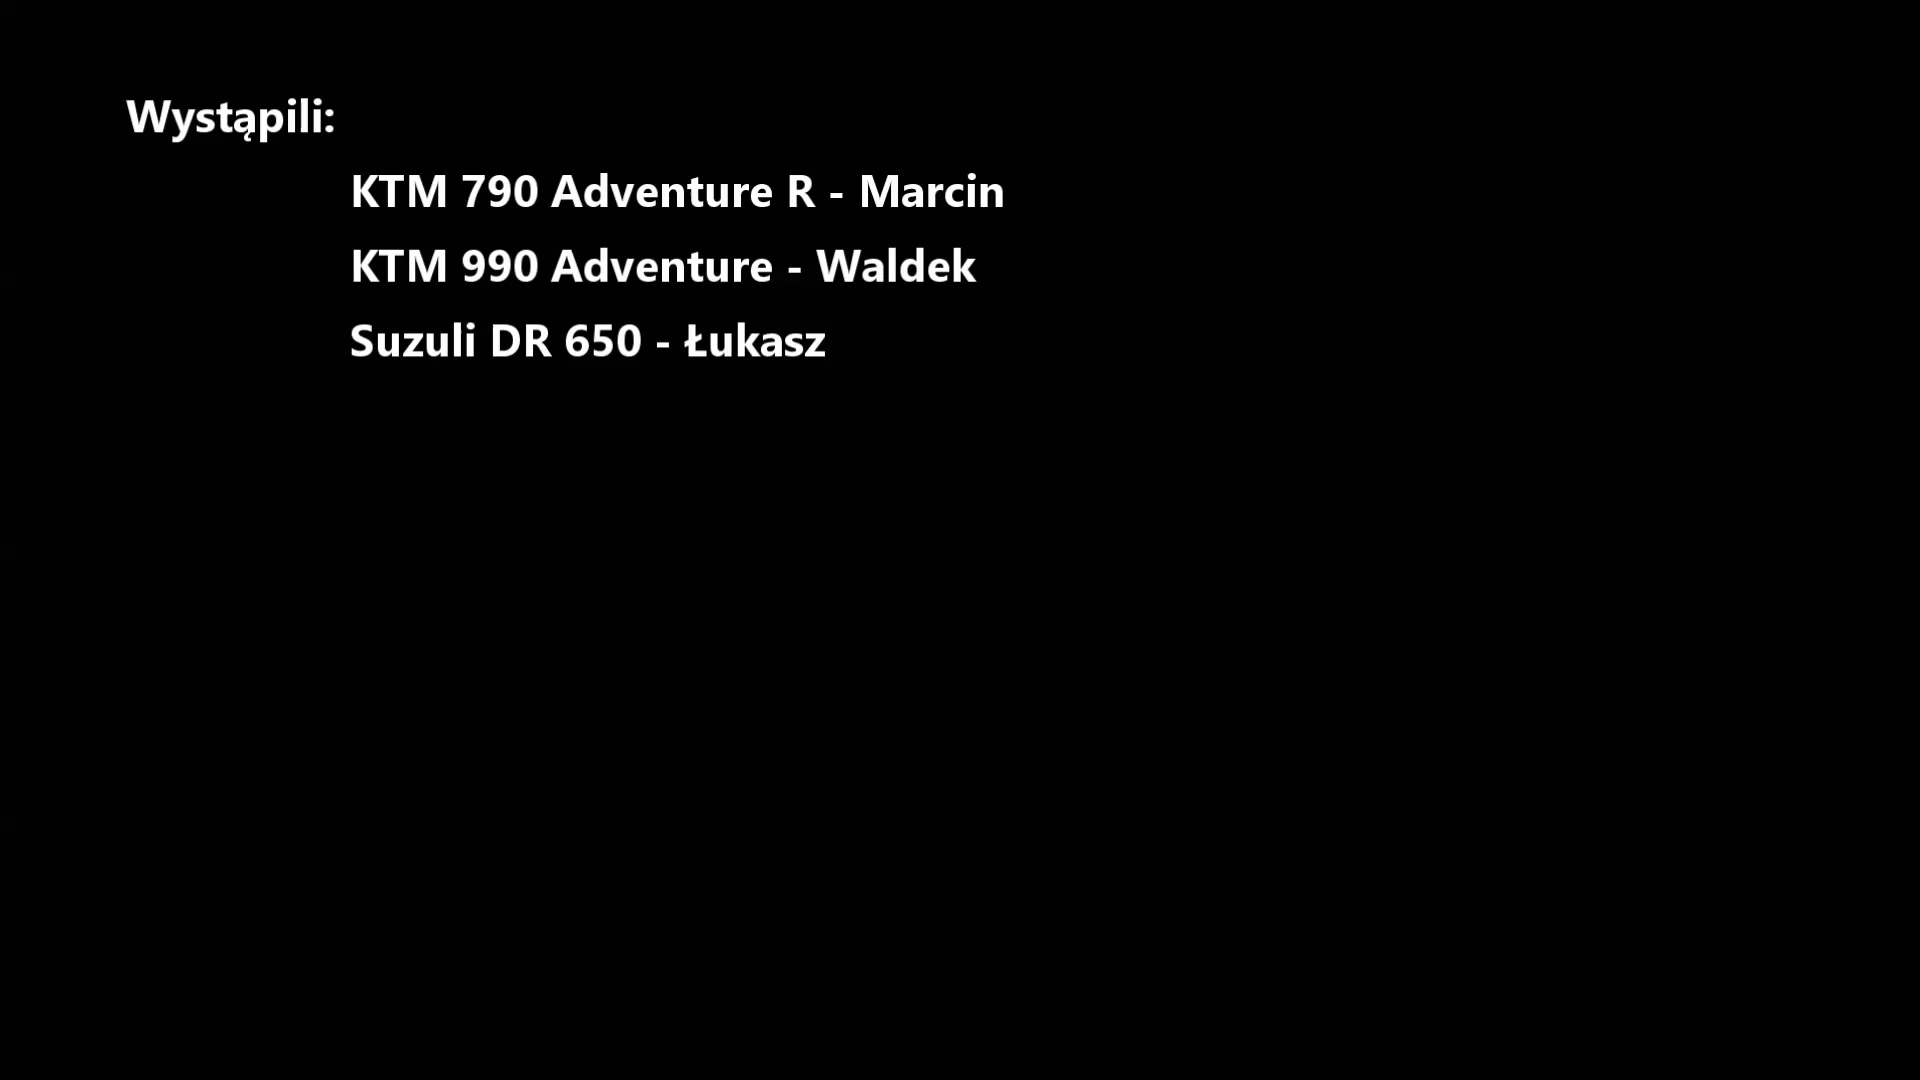 Wystąpili:
KTM 790 Adventure R - Marcin
KTM 990 Adventure - Waldek
Suzuli DR 650 - Łukasz